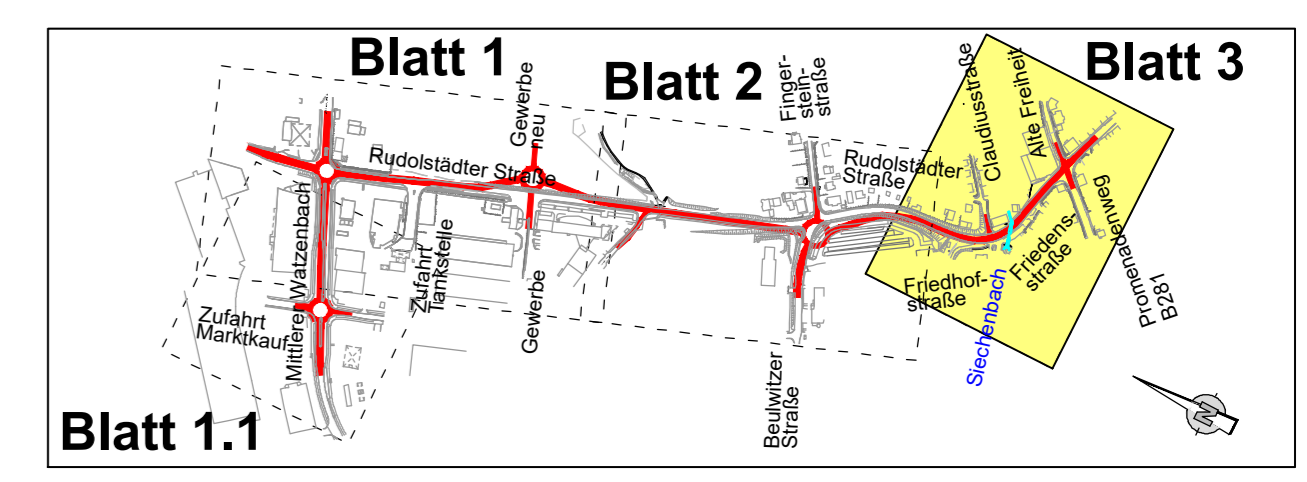 Blatt 1
Blatt 2
Blatt 3
Blatt 1.1
Rudolstädter Straße
Gewerbe
neu
Finger-
stein-
straße
Rudolstädter
Straße
Claudiusstraße
Alte Freiheit
Mittlerer Watzenbach
Zufahrt
Marktkauf
Zufahrt
Tankstelle
Gewerbe
Beulwitzer
Straße
Friedhof-
straße
Siechenbach
Friedens-
straße
Promenadenweg
B281
N